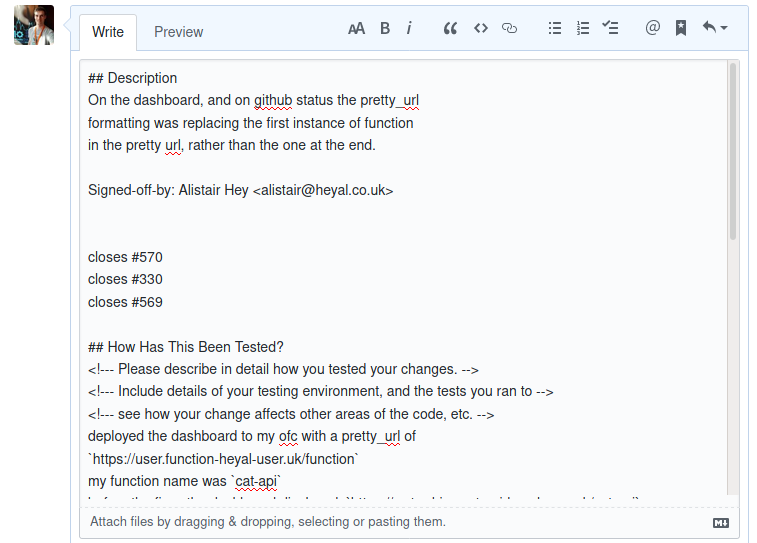 Write
Preview
AA B i
@
## Description
On the dashboard, and on github status the pretty_url
formatting was replacing the first instance of function
in the pretty url, rather than the one at the end.
Signed-off-by: Alistair Hey <alistair@heyal.co.uk>
closes #570
closes #330
closes #569
## How Has This Been Tested?
<!--- Please describe in detail how you tested your changes. -->
<!--- Include details of your testing environment, and the tests you ran to -->
<!--- see how your change affects other areas of the code, etc. -->
deployed the dashboard to my ofc with a pretty_url of
`https://user.function-heyal-user.uk/function`
my function name was `cat-api`
Attach files by dragging & dropping, selecting or pasting them.
M